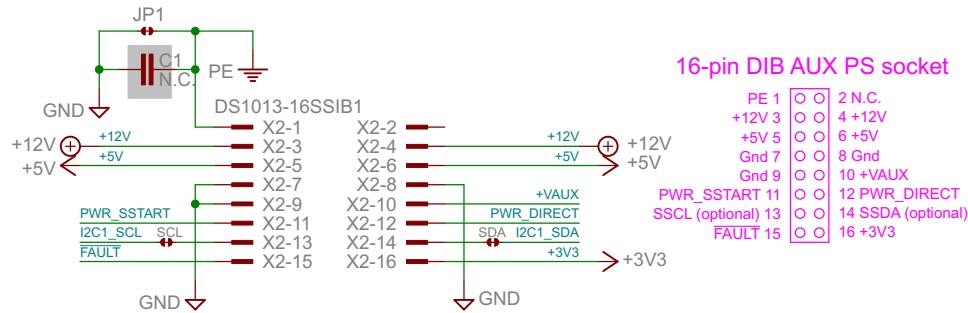 JP1
C1
N.C.
PE
GND
16-pin DIB AUX PS socket
DS1013-16SSIB1
PE 1 2 N.C.
+12V 3 4 +12V
+5V 5 6 +5V
Gnd 7 8 Gnd
Gnd 9 10 +VAUX
PWR_SSTART 11 12 PWR_DIRECT
SSCL (optional) 13 14 SSDA (optional)
FAULT 15 16 +3V3
X2-1 X2-2
+12V +12V X2-3 X2-4 +12V +12V
+5V +5V X2-5 X2-6 +5V +5V
X2-7 X2-8
X2-9 X2-10 +VAUX
PWR_SSTART X2-11 X2-12 PWR_DIRECT
I2C1_SCL SCL X2-13 X2-14 SDA I2C1_SDA
FAULT X2-15 X2-16 +3V3 +3V3
GND GND